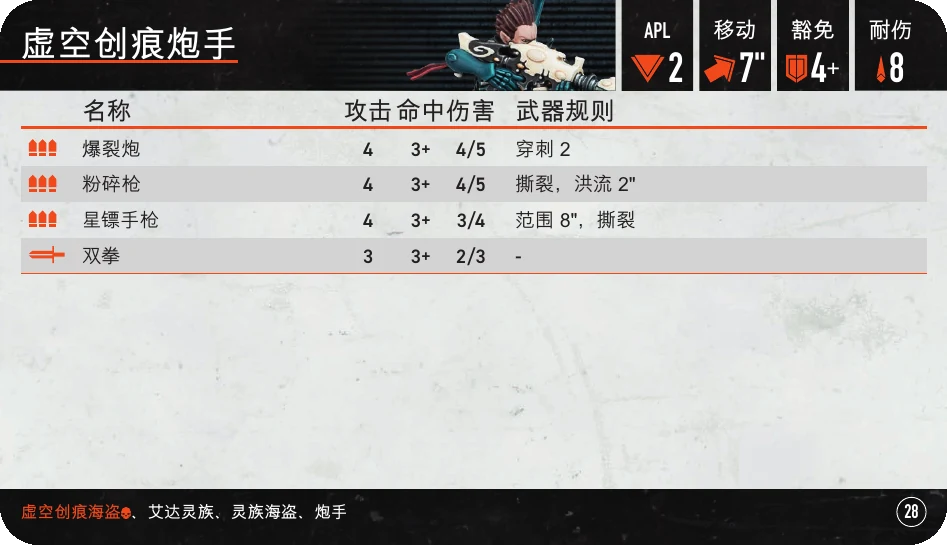 虚空创痕炮手
APL 移动 豁免 耐伤
2 7" 4+ 8
名称 攻击 命中 伤害 武器规则
爆裂炮 4 3+ 4/5 穿刺 2
粉碎枪 4 3+ 4/5 撕裂，洪流 2"
星镖手枪 4 3+ 3/4 范围 8"，撕裂
双拳 3 3+ 2/3 -
虚空创痕海盗、艾达灵族、灵族海盗、炮手
28